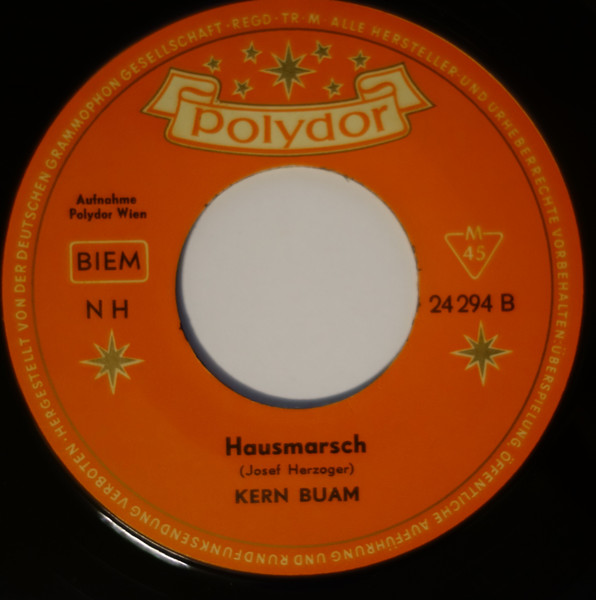 HERGESTELLT VON DER DEUTSCHEN GRAMMOPHON GESELLSCHAFT · REGD · TR · M · ALLE HERSTELLER- UND URHEBERRECHTE VORBEHALTEN · ÜBERSPIELUNG ÖFFENTLICHE AUFFÜHRUNG UND RUNDFUNKSENDUNG VERBOTEN ·
polydor
Aufnahme
Polydor Wien
BIEM
M
45
N H
24 294 B
Hausmarsch
(Josef Herzoger)
KERN BUAM